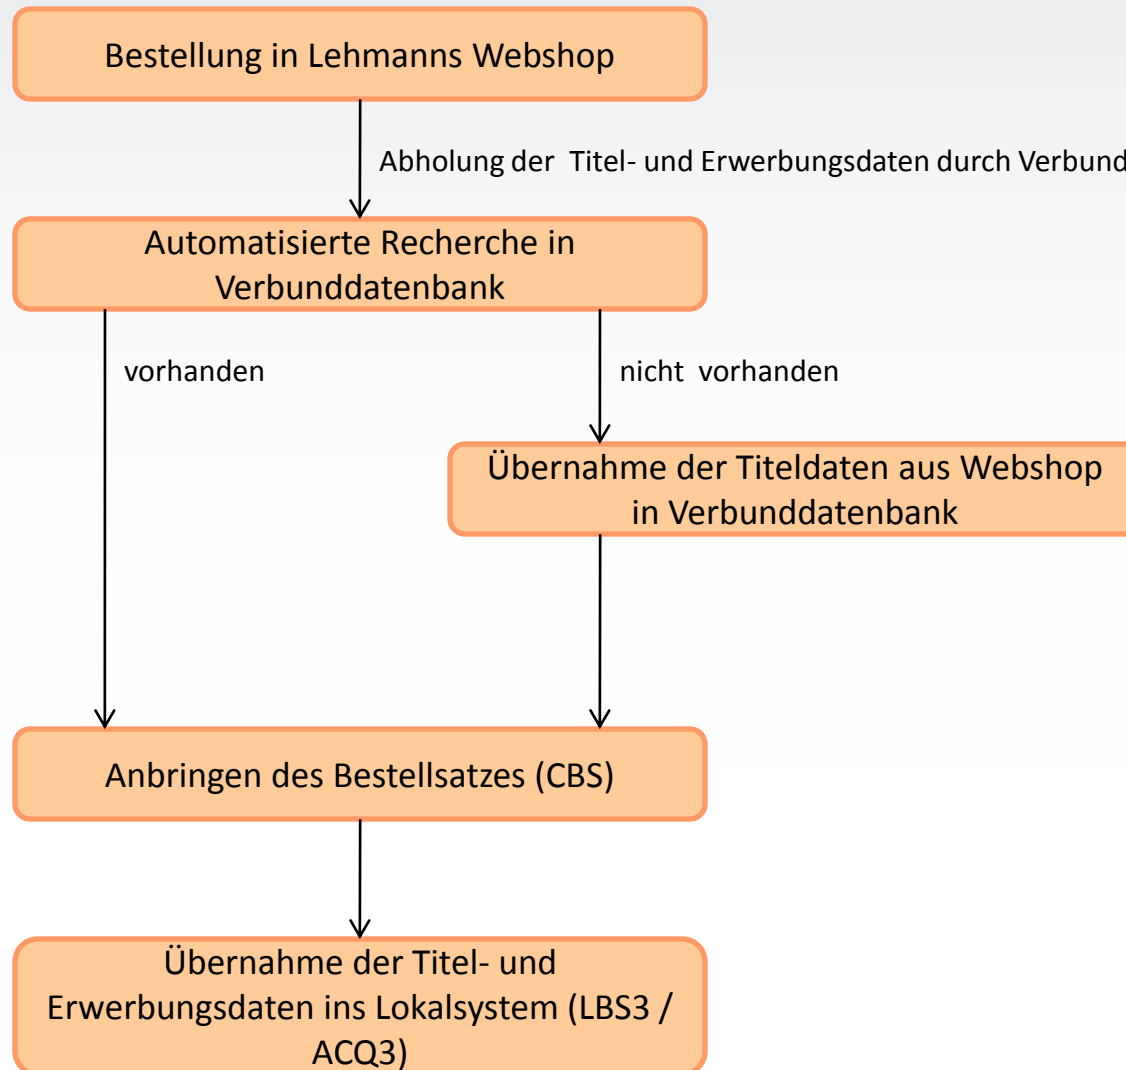 Bestellung in Lehmanns Webshop
Abholung der Titel- und Erwerbungsdaten durch Verbund
Automatisierte Recherche in
Verbunddatenbank
vorhanden
nicht vorhanden
Übernahme der Titeldaten aus Webshop
in Verbunddatenbank
Anbringen des Bestellsatzes (CBS)
Übernahme der Titel- und
Erwerbungsdaten ins Lokalsystem (LBS3 /
ACQ3)